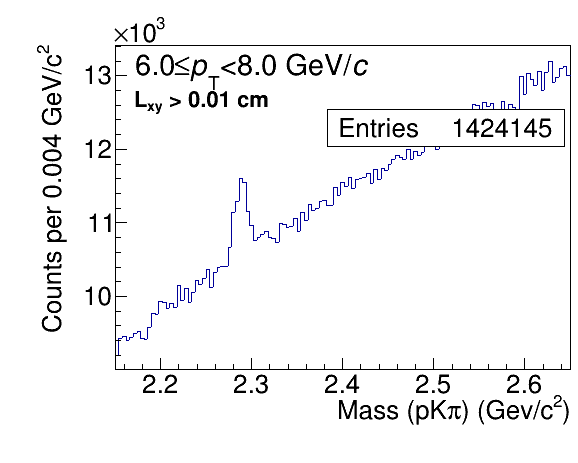 ×10³
6.0≤p_T<8.0 GeV/c
L_xy > 0.01 cm
Entries 1424145
Counts per 0.004 GeV/c²
13
12
11
10
2.2 2.3 2.4 2.5 2.6
Mass (pKπ) (Gev/c²)